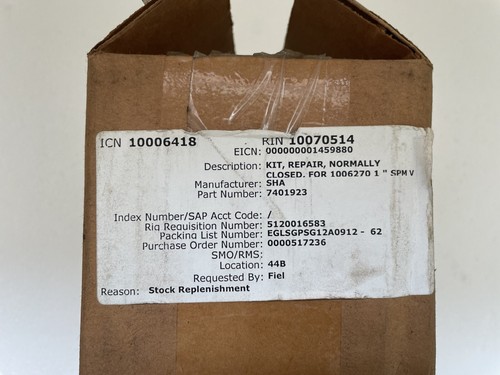 ICN 10006418 RIN 10070514
EICN: 000000001459880
Description: KIT, REPAIR, NORMALLY
CLOSED. FOR 1006270 1 " SPM V
Manufacturer: SHA
Part Number: 7401923
Index Number/SAP Acct Code: /
Rig Requisition Number: 5120016583
Packing List Number: EGLSGPSG12A0912 - 62
Purchase Order Number: 0000517236
SMO/RMS:
Location: 44B
Requested By: Fiel
Reason: Stock Replenishment